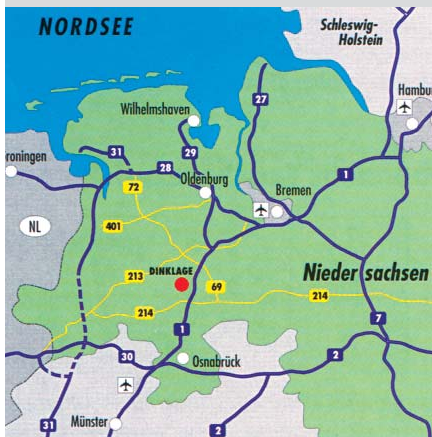 NORDSEE
Schleswig-
Holstein
Hambu
Wilhelmshaven
27
31
29
28
1
roningen
72
Oldenburg
Bremen
401
NL
213
DINKLAGE
69
Nieder sachsen
214
214
1
7
30
2
Osnabrück
Münster
31
2